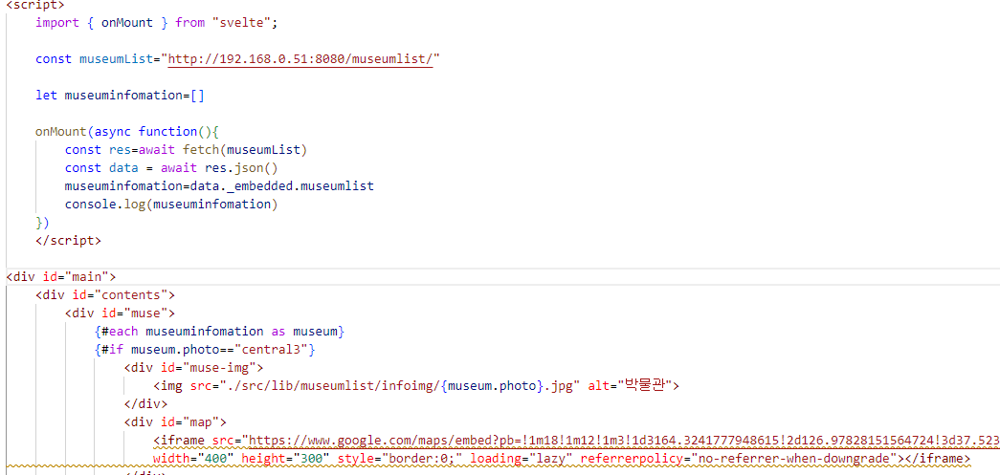 <script>
import { onMount } from "svelte";
const museumList="http://192.168.0.51:8080/museumlist/"
let museuminfomation=[]
onMount(async function(){
const res=await fetch(museumList)
const data = await res.json()
museuminfomation=data._embedded.museumlist
console.log(museuminfomation)
})
</script>
<div id="main">
<div id="contents">
<div id="muse">
{#each museuminfomation as museum}
{#if museum.photo=="central3"}
<div id="muse-img">
<img src="./src/lib/museumlist/infoimg/{museum.photo}.jpg" alt="박물관">
</div>
<div id="map">
<iframe src="https://www.google.com/maps/embed?pb=!1m18!1m12!1m3!1d3164.3241777948615!2d126.97828151564724!3d37.523
width="400" height="300" style="border:0;" loading="lazy" referrerpolicy="no-referrer-when-downgrade"></iframe>